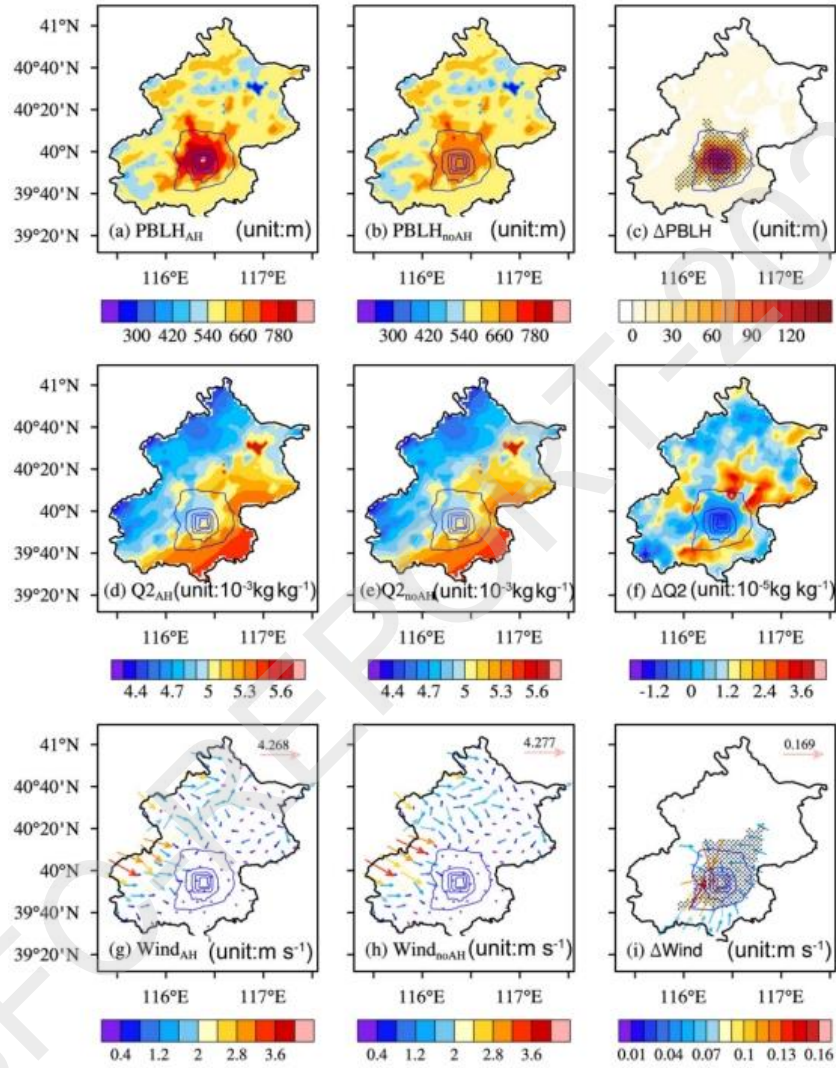 41°N
40°40'N
40°20'N
40°N
39°40'N
39°20'N
(a) PBLH_AH (unit:m)
(b) PBLH_noAH (unit:m)
(c) ΔPBLH (unit:m)
116°E 117°E
116°E 117°E
116°E 117°E
300 420 540 660 780
300 420 540 660 780
0 30 60 90 120
41°N
40°40'N
40°20'N
40°N
39°40'N
39°20'N
(d) Q2_AH (unit:10⁻³kg kg⁻¹)
(e) Q2_noAH (unit:10⁻³kg kg⁻¹)
(f) ΔQ2 (unit:10⁻⁵kg kg⁻¹)
116°E 117°E
116°E 117°E
116°E 117°E
4.4 4.7 5 5.3 5.6
4.4 4.7 5 5.3 5.6
-1.2 0 1.2 2.4 3.6
41°N
40°40'N
40°20'N
40°N
39°40'N
39°20'N
4.268
4.277
0.169
(g) Wind_AH (unit:m s⁻¹)
(h) Wind_noAH (unit:m s⁻¹)
(i) ΔWind (unit:m s⁻¹)
116°E 117°E
116°E 117°E
116°E 117°E
0.4 1.2 2 2.8 3.6
0.4 1.2 2 2.8 3.6
0.01 0.04 0.07 0.1 0.13 0.16